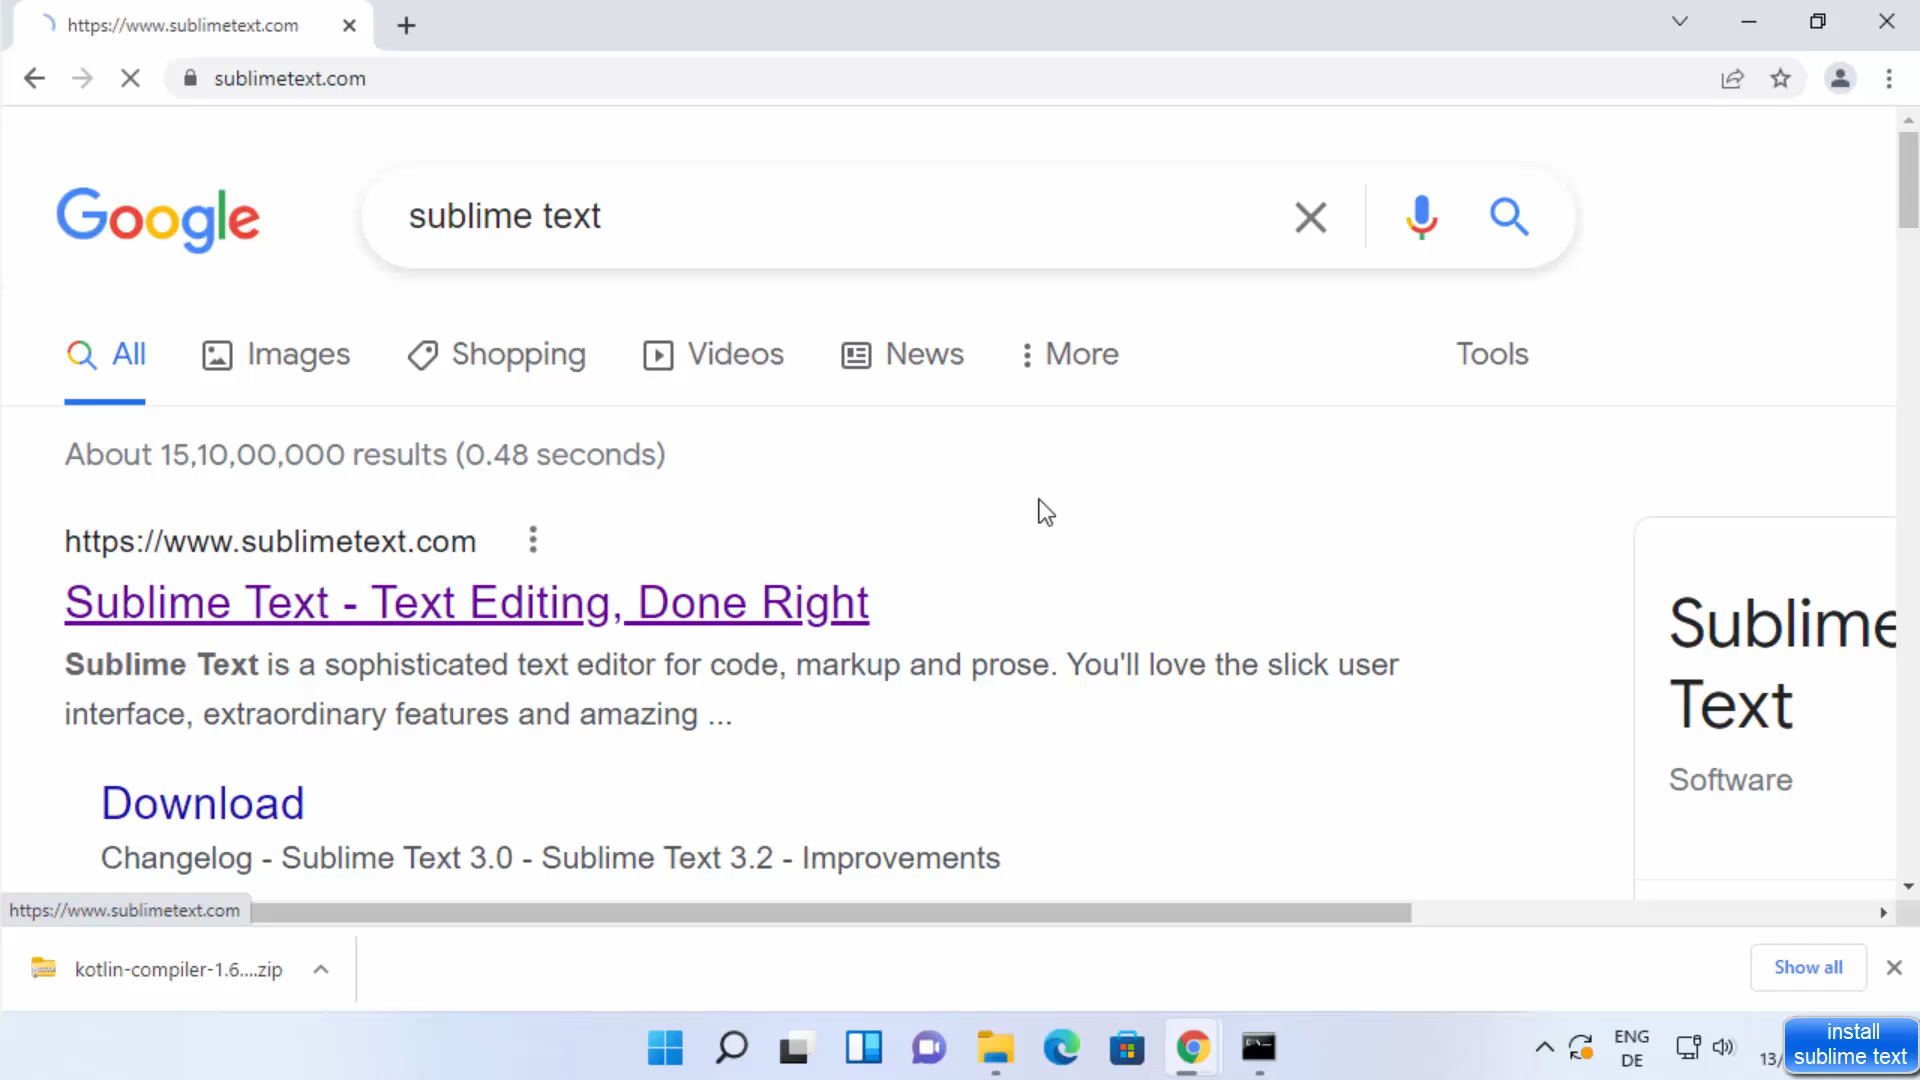 https://www.sublimetext.com
sublimetext.com
Google
sublime text
All
Images
Shopping
Videos
News
More
Tools
About 15,10,00,000 results (0.48 seconds)
https://www.sublimetext.com
Sublime Text - Text Editing, Done Right
Sublime Text is a sophisticated text editor for code, markup and prose. You'll love the slick user
interface, extraordinary features and amazing ...
Download
Changelog - Sublime Text 3.0 - Sublime Text 3.2 - Improvements
Sublime
Text
Software
https://www.sublimetext.com
kotlin-compiler-1.6....zip
Show all
ENG
DE
13/
install
sublime text